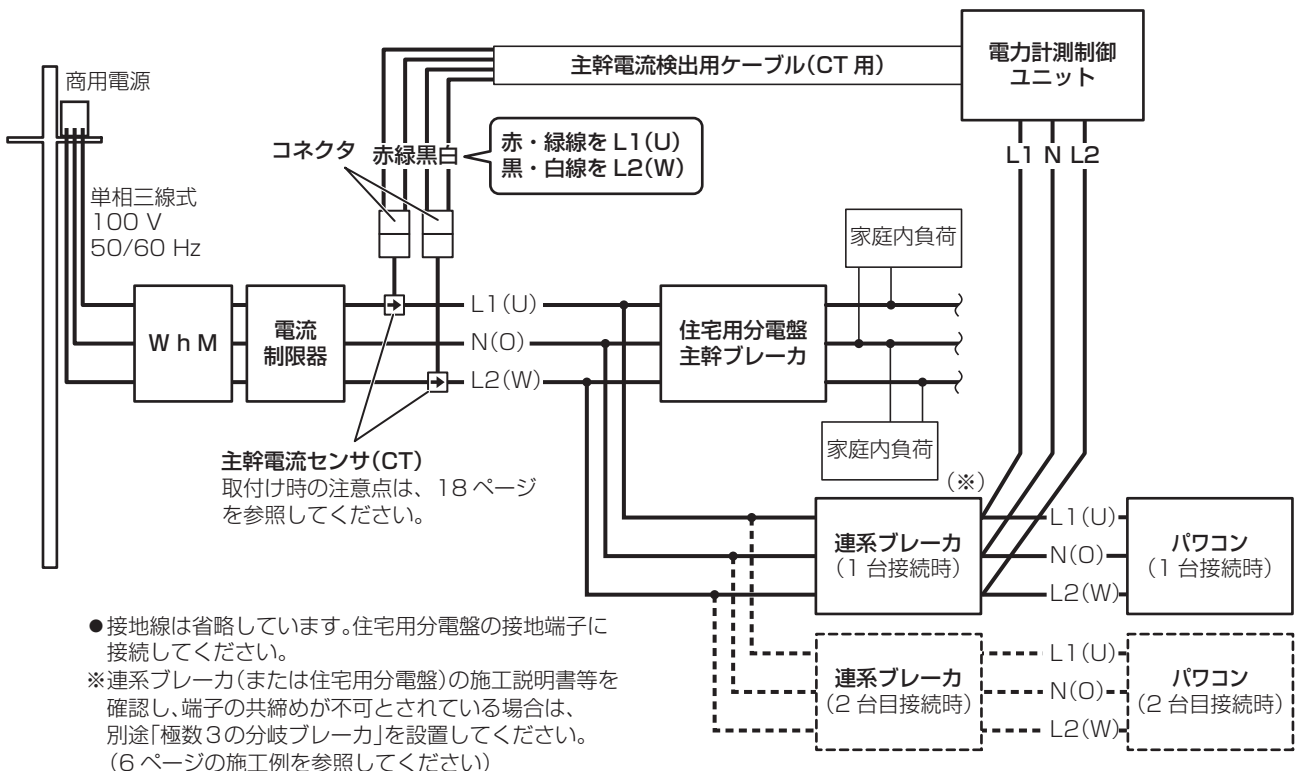 主幹電流検出用ケーブル（CT 用）
電力計測制御
ユニット
商用電源
コネクタ
赤緑黒白
赤・緑線を L1（U）
黒・白線を L2（W）
L1 N L2
単相三線式
100 V
50/60 Hz
家庭内負荷
W h M
電流
制限器
L1（U）
N（O）
L2（W）
住宅用分電盤
主幹ブレーカ
家庭内負荷
主幹電流センサ（CT）
取付け時の注意点は、18 ページ
を参照してください。
（※）
連系ブレーカ
（1 台接続時）
L1（U）
N（O）
L2（W）
パワコン
（1 台接続時）
連系ブレーカ
（2 台目接続時）
L1（U）
N（O）
L2（W）
パワコン
（2 台目接続時）
●接地線は省略しています。住宅用分電盤の接地端子に
接続してください。
※連系ブレーカ（または住宅用分電盤）の施工説明書等を
確認し、端子の共締めが不可とされている場合は、
別途「極数３の分岐ブレーカ」を設置してください。
（6 ページの施工例を参照してください）